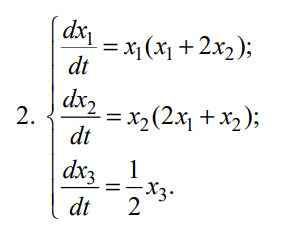 2. { dx₁/dt = x₁(x₁ + 2x₂);
dx₂/dt = x₂(2x₁ + x₂);
dx₃/dt = 1/2 x₃.